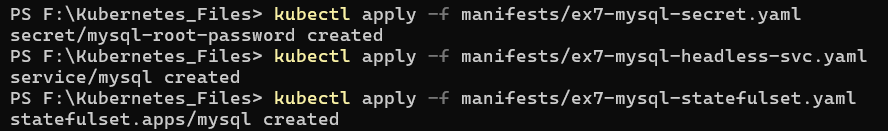 PS F:\Kubernetes_Files> kubectl apply -f manifests/ex7-mysql-secret.yaml
secret/mysql-root-password created
PS F:\Kubernetes_Files> kubectl apply -f manifests/ex7-mysql-headless-svc.yaml
service/mysql created
PS F:\Kubernetes_Files> kubectl apply -f manifests/ex7-mysql-statefulset.yaml
statefulset.apps/mysql created